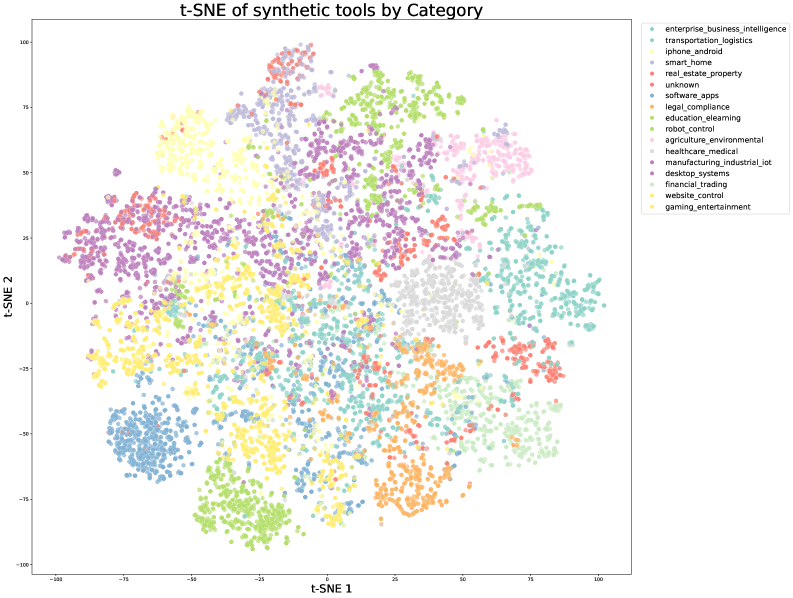 t-SNE of synthetic tools by Category
100
75
50
25
0
−25
−50
−75
−100
t-SNE 2
−100 −75 −50 −25 0 25 50 75 100
t-SNE 1
enterprise_business_intelligence
transportation_logistics
iphone_android
smart_home
real_estate_property
unknown
software_apps
legal_compliance
education_elearning
robot_control
agriculture_environmental
healthcare_medical
manufacturing_industrial_iot
desktop_systems
financial_trading
website_control
gaming_entertainment